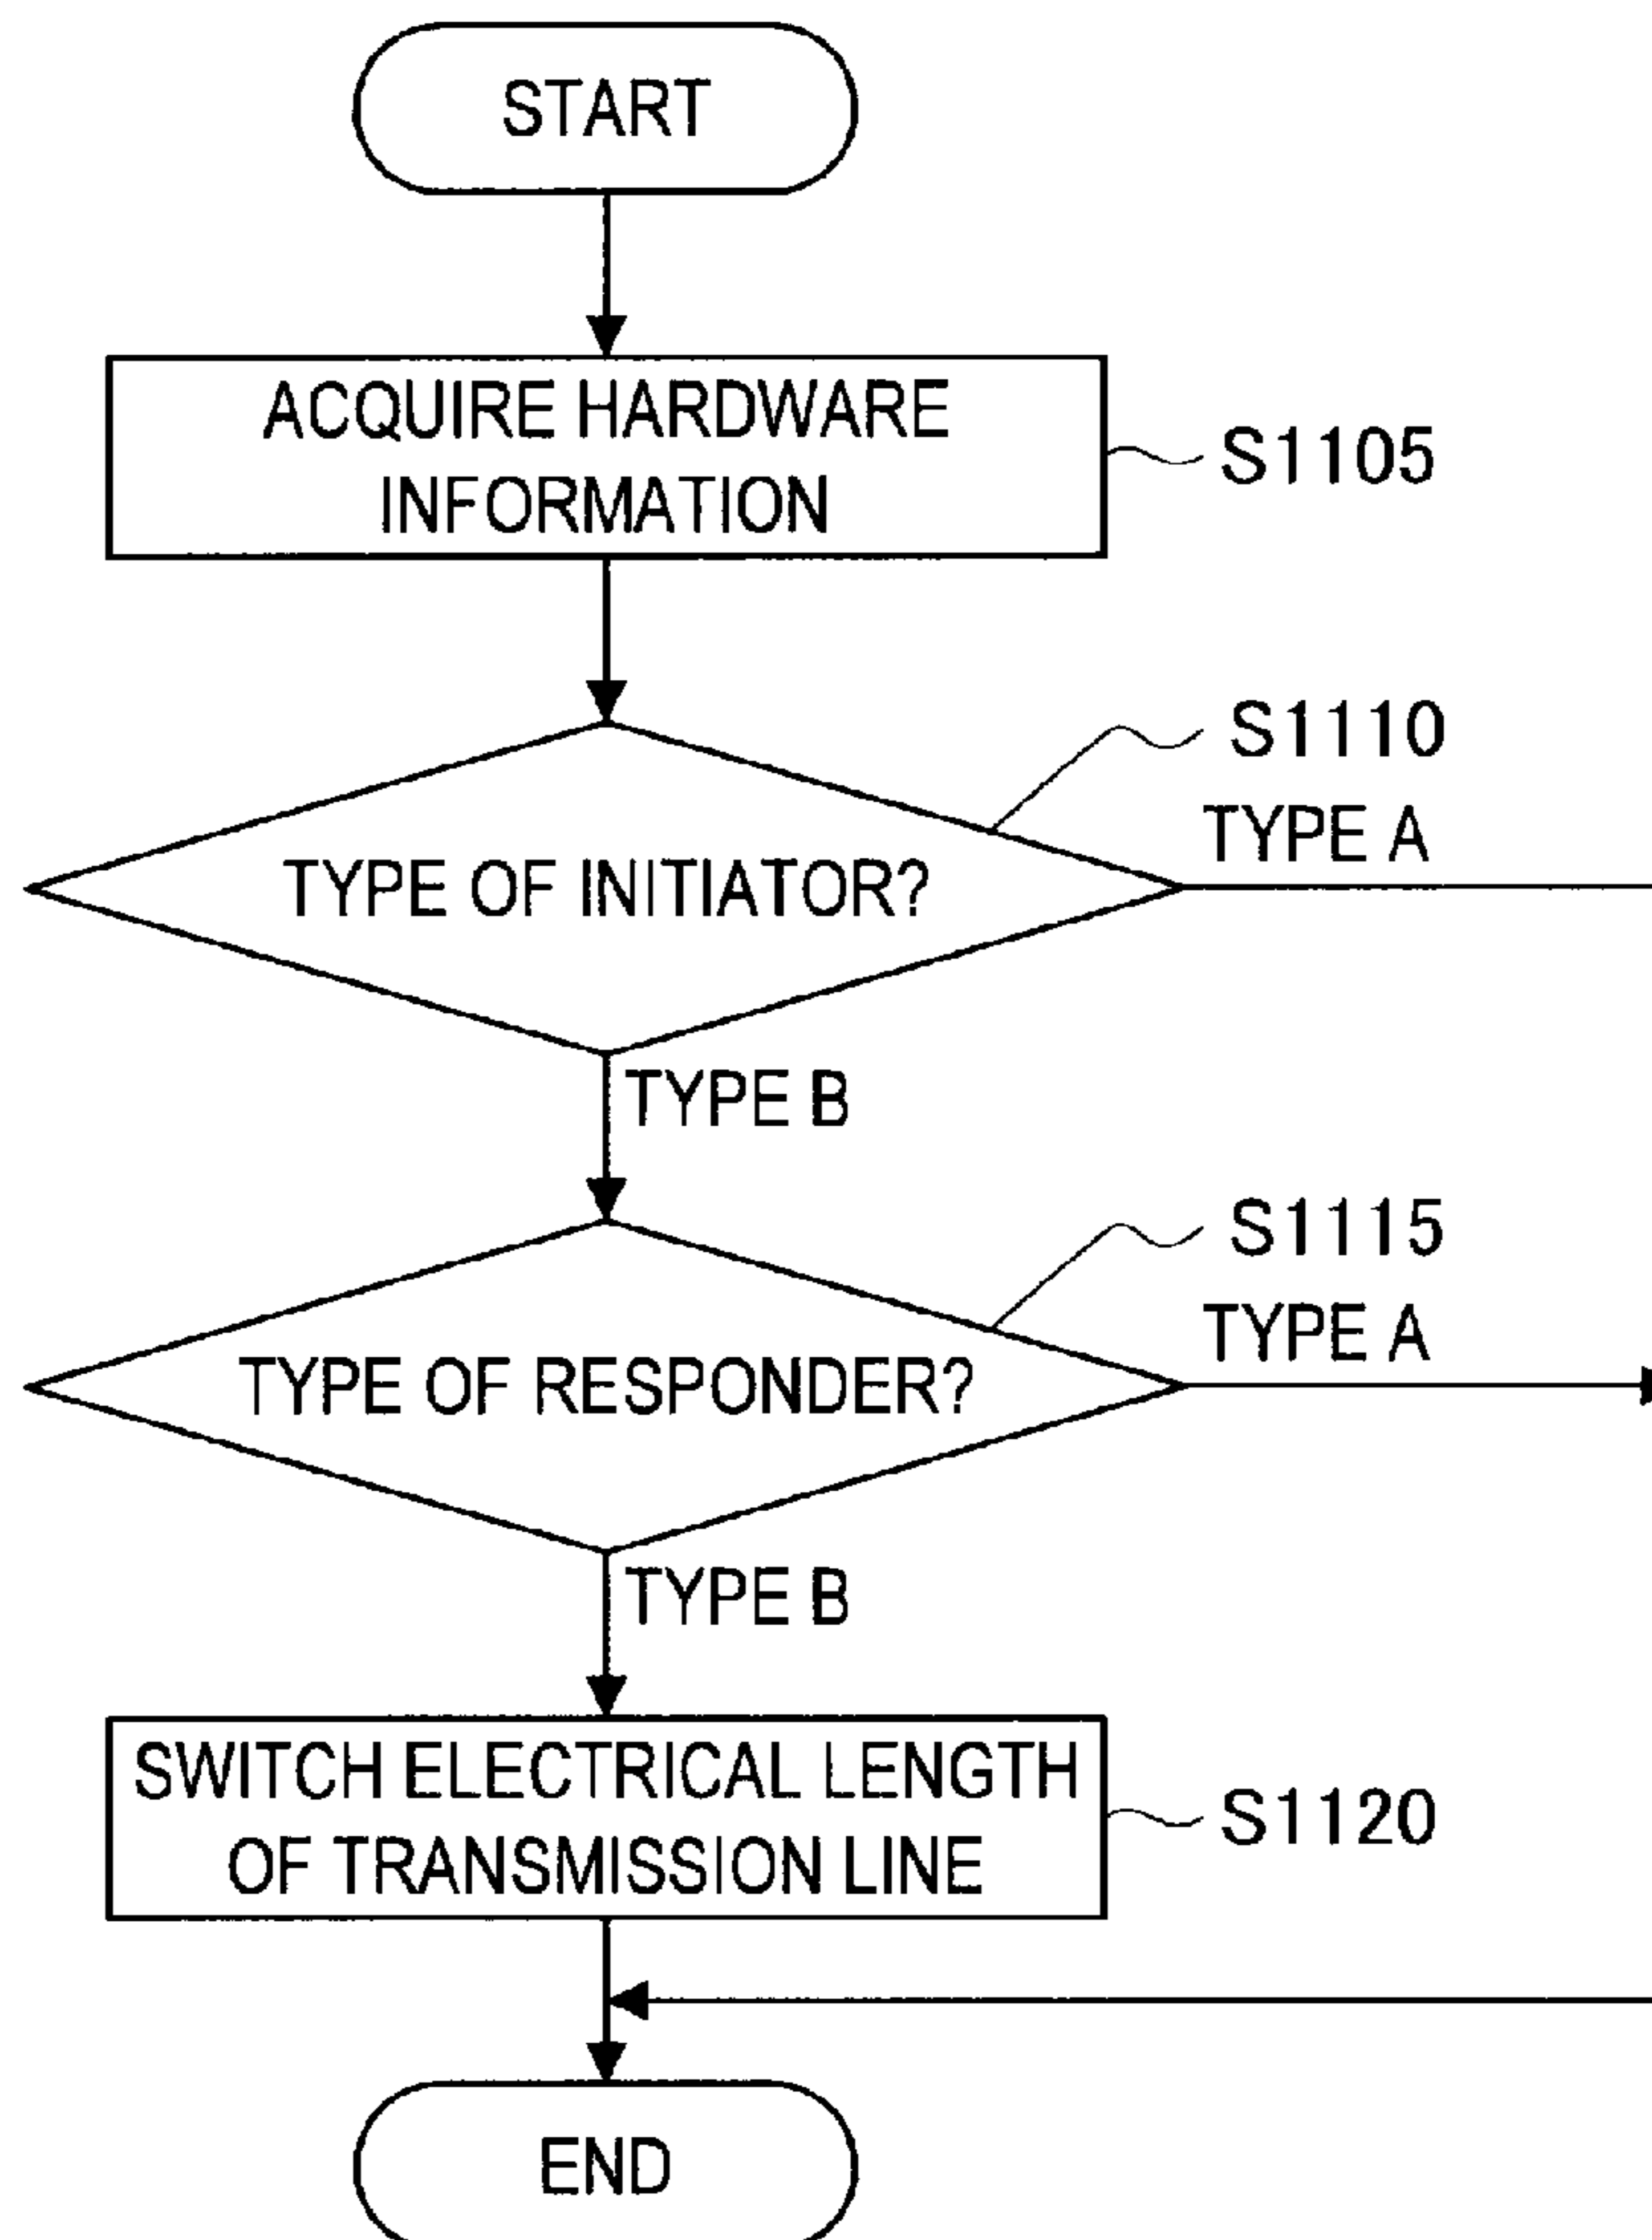 START
ACQUIRE HARDWARE
INFORMATION
S1105
S1110
TYPE A
TYPE OF INITIATOR?
TYPE B
S1115
TYPE A
TYPE OF RESPONDER?
TYPE B
SWITCH ELECTRICAL LENGTH
OF TRANSMISSION LINE
S1120
END